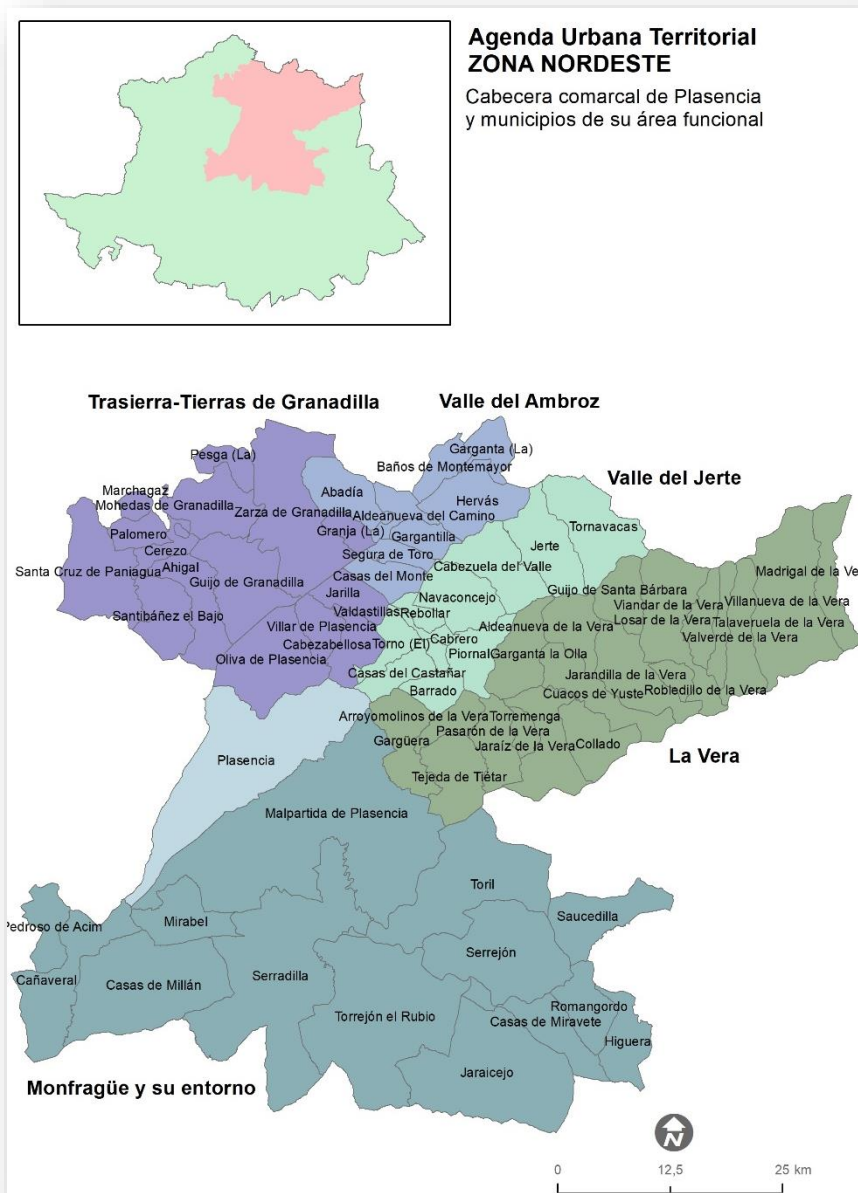 Agenda Urbana Territorial
ZONA NORDESTE
Cabecera comarcal de Plasencia
y municipios de su área funcional
Trasierra-Tierras de Granadilla
Valle del Ambroz
Garganta (La)
Pesga (La)
Baños de Montemayor
Valle del Jerte
Marchagaz
Abadía
Hervás
Mohedas de Granadilla
Zarza de Granadilla
Aldeanueva del Camino
Tornavacas
Palomero
Granja (La)
Gargantilla
Jerte
Cerezo
Segura de Toro
Cabezuela del Valle
Santa Cruz de Paniagua
Ahigal
Guijo de Granadilla
Casas del Monte
Madrigal de la Ve
Jarilla
Navaconcejo
Guijo de Santa Bárbara
Viandar de la Vera
Villanueva de la Vera
Santibáñez el Bajo
Valdastillas
Rebollar
Losar de la Vera
Talaveruela de la Vera
Villar de Plasencia
Aldeanueva de la Vera
Valverde de la Vera
Cabezabellosa
Torno (El)
Cabrero
Oliva de Plasencia
Piornal
Garganta la Olla
Casas del Castañar
Jarandilla de la Vera
Barrado
Cuacos de Yuste
Robledillo de la Vera
Arroyomolinos de la Vera
Torremenga
Pasarón de la Vera
Gargüera
Jaraíz de la Vera
Collado
La Vera
Plasencia
Tejeda de Tiétar
Malpartida de Plasencia
Toril
Saucedilla
Pedroso de Acim
Mirabel
Serrejón
Cañaveral
Casas de Millán
Serradilla
Romangordo
Torrejón el Rubio
Casas de Miravete
Higuera
Jaraicejo
Monfragüe y su entorno
N
0 12,5 25 km